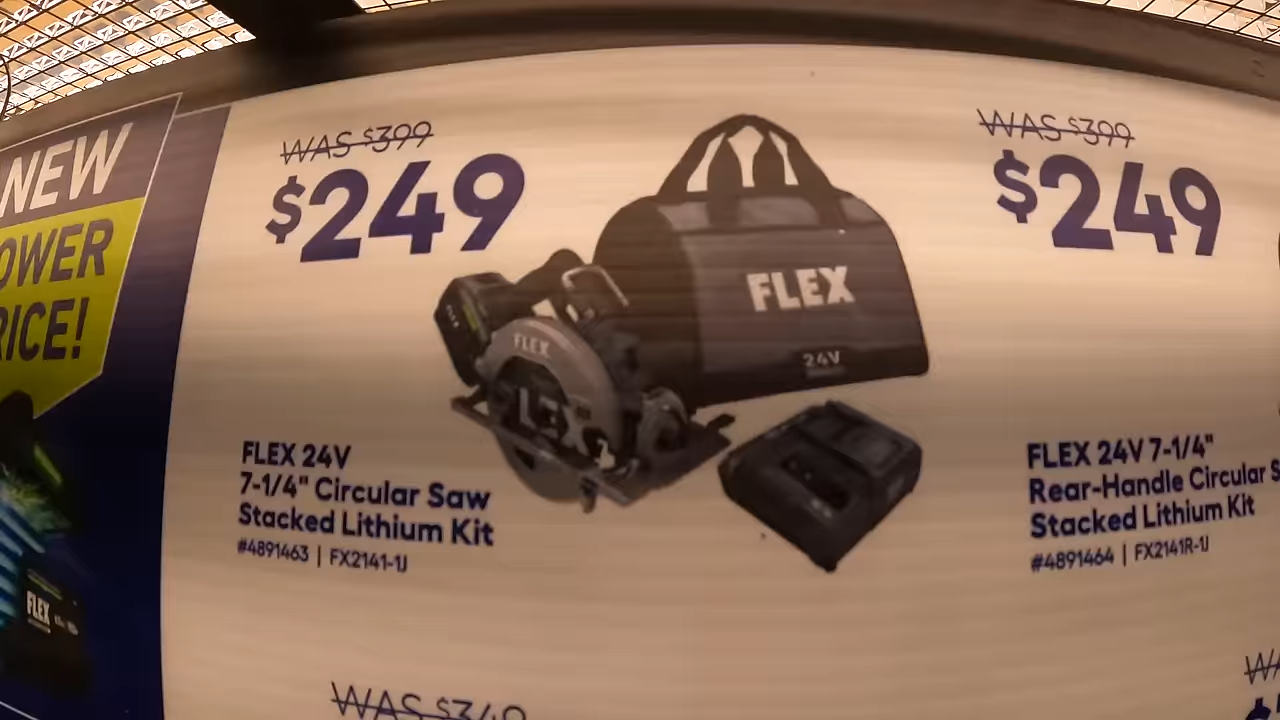 NEW
OWER
RICE!
WAS $399
$249
FLEX
24V
FLEX
FLEX
FLEX 24V
7-1/4" Circular Saw
Stacked Lithium Kit
#4891463 | FX2141-1J
WAS $399
$249
FLEX 24V 7-1/4"
Rear-Handle Circular S
Stacked Lithium Kit
#4891464 | FX2141R-1J
FLEX
WAS $349